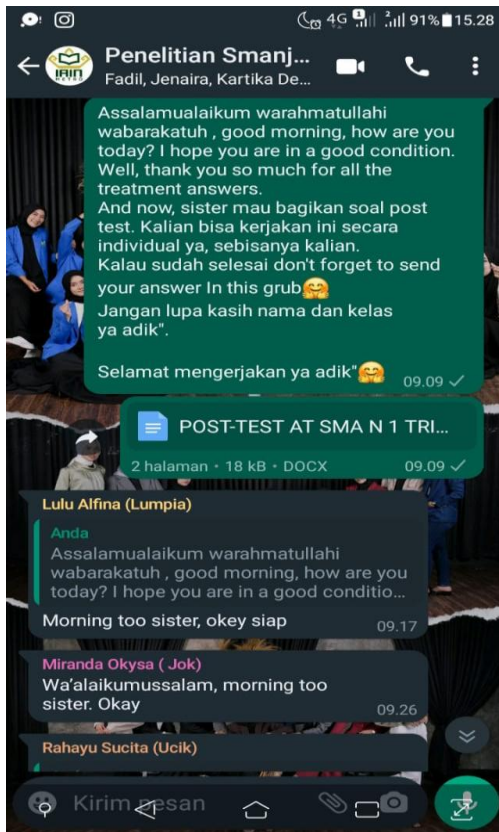 4G 1 2 91% 15.28
Penelitian Smanj...
IAIN
METRO
Fadil, Jenaira, Kartika De...
Assalamualaikum warahmatullahi
wabarakatuh , good morning, how are you
today? I hope you are in a good condition.
Well, thank you so much for all the
treatment answers.
And now, sister mau bagikan soal post
test. Kalian bisa kerjakan ini secara
individual ya, sebisanya kalian.
Kalau sudah selesai don't forget to send
your answer In this grub🤗
Jangan lupa kasih nama dan kelas
ya adik".
Selamat mengerjakan ya adik"🤗
09.09
POST-TEST AT SMA N 1 TRI...
2 halaman • 18 kB • DOCX 09.09
Lulu Alfina (Lumpia)
Anda
Assalamualaikum warahmatullahi
wabarakatuh , good morning, how are you
today? I hope you are in a good conditio...
Morning too sister, okey siap 09.17
Miranda Okysa ( Jok)
Wa'alaikumussalam, morning too
sister. Okay 09.26
Rahayu Sucita (Ucik)
Kirim pesan